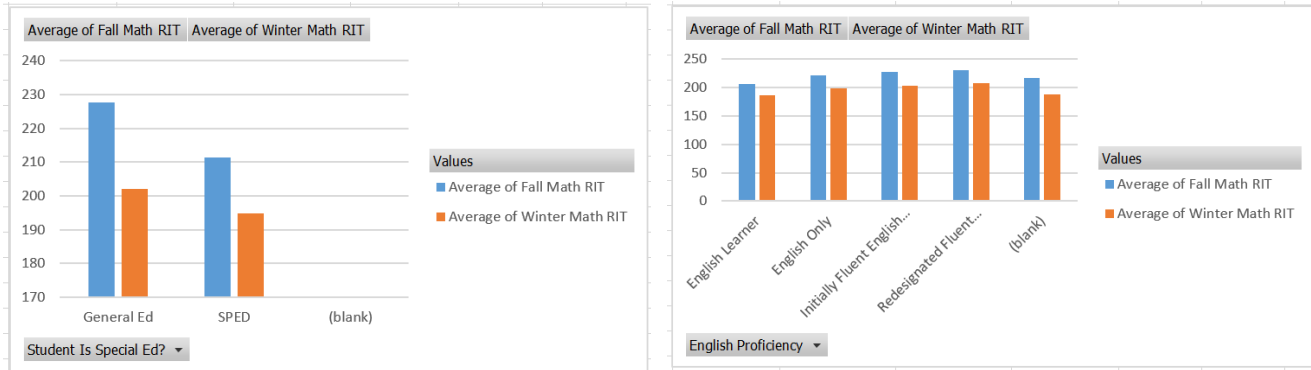 Average of Fall Math RIT Average of Winter Math RIT
240
230
220
210
200
190
180
170
General Ed SPED (blank)
Values
Average of Fall Math RIT
Average of Winter Math RIT
Student Is Special Ed?
Average of Fall Math RIT Average of Winter Math RIT
250
200
150
100
50
0
English Learner
English Only
Initially Fluent English...
Redesignated Fluent...
(blank)
Values
Average of Fall Math RIT
Average of Winter Math RIT
English Proficiency